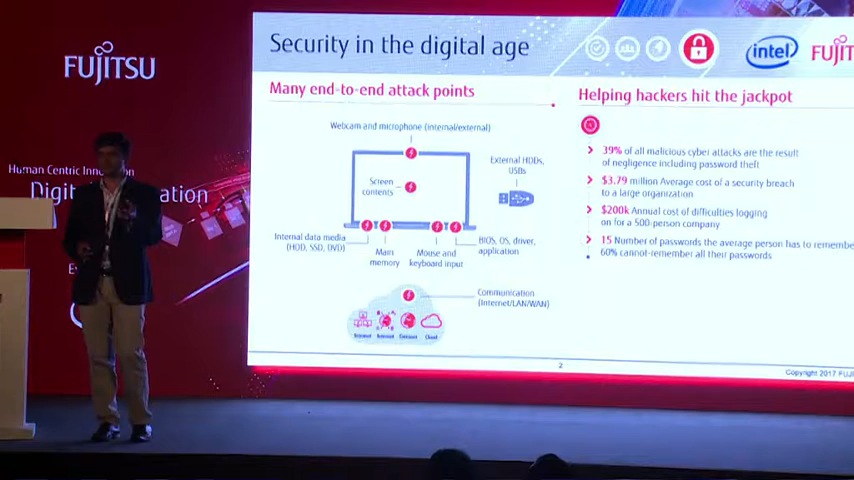 FUJITSU
Human Centric
Digit
ation
Security in the digital age
intel
FUJITS
Many end-to-end attack points
Webcam and microphone (internal/external)
External HDDs,
USBs
Screen
contents
Internal data media
(HDD, SSD, DVD)
Main
memory
Mouse and
keyboard input
BIOS, OS, driver,
application
Communication
(Internet/LAN/WAN)
Cloud
Helping hackers hit the jackpot
39% of all malicious cyber attacks are the result
of negligence including password theft
$3.79 million Average cost of a security breach
to a large organization
$200k Annual cost of difficulties logging
on for a 500-person company
15 Number of passwords the average person has to remembe
60% cannot remember all their passwords
2
Copyright 2017 FUJ